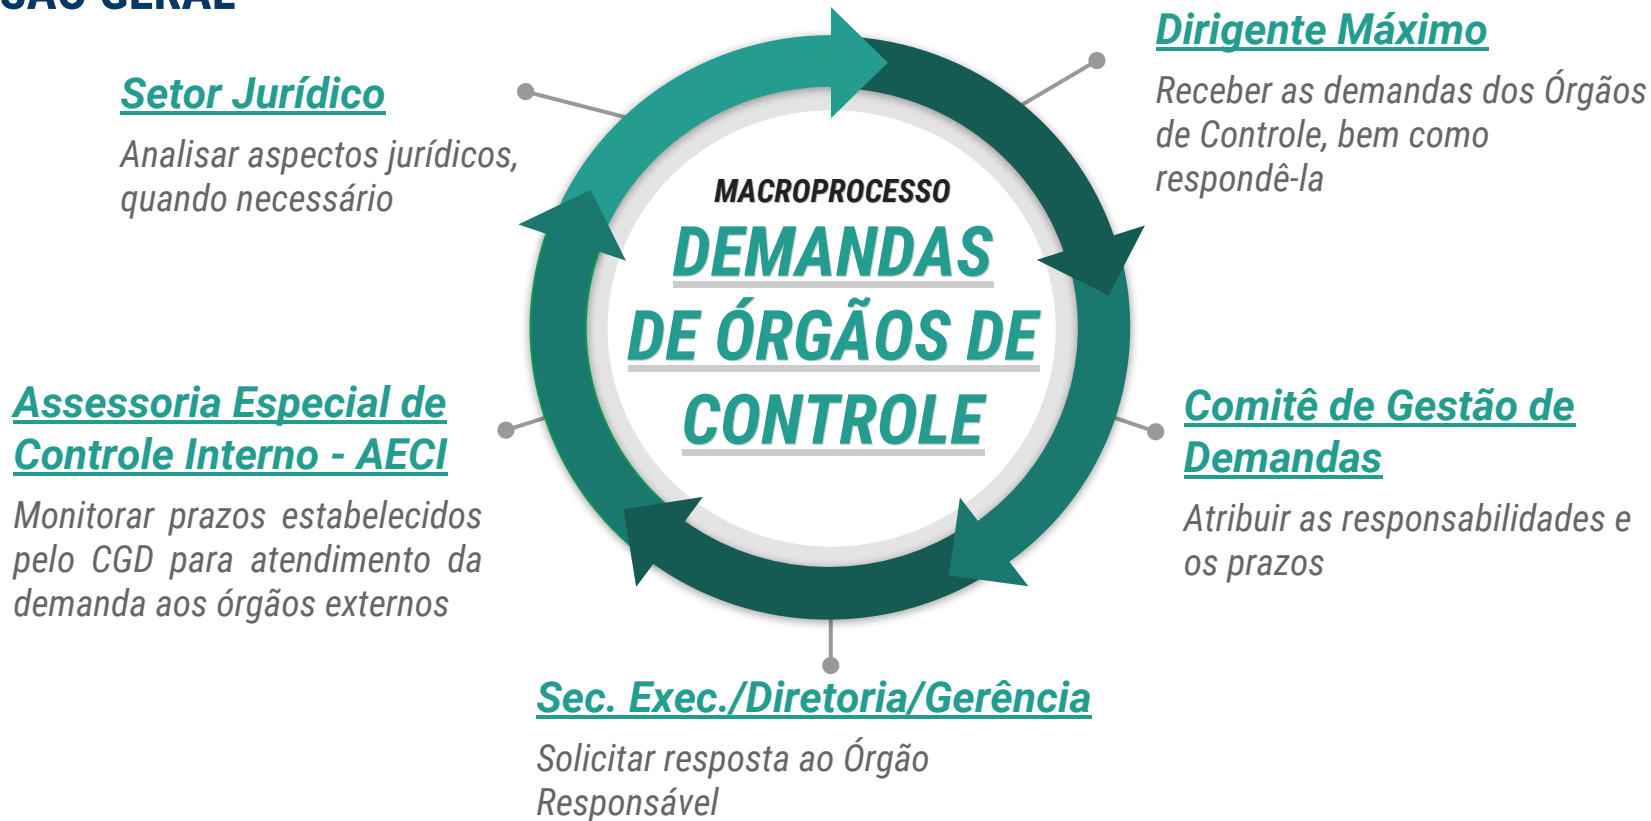 Setor Jurídico
Analisar aspectos jurídicos,
quando necessário
Dirigente Máximo
Receber as demandas dos Órgãos
de Controle, bem como
respondê-la
MACROPROCESSO
DEMANDAS
DE ÓRGÃOS DE
CONTROLE
Assessoria Especial de
Controle Interno - AECI
Monitorar prazos estabelecidos
pelo CGD para atendimento da
demanda aos órgãos externos
Comitê de Gestão de
Demandas
Atribuir as responsabilidades e
os prazos
Sec. Exec./Diretoria/Gerência
Solicitar resposta ao Órgão
Responsável